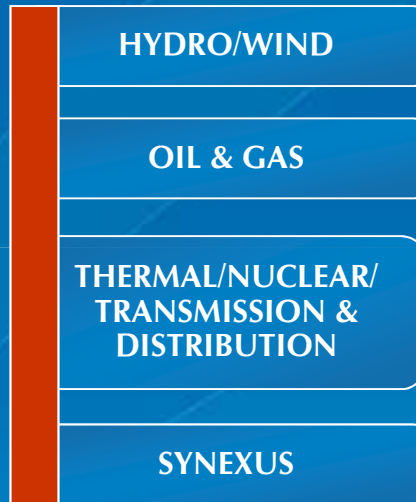 HYDRO/WIND
OIL & GAS
THERMAL/NUCLEAR/
TRANSMISSION &
DISTRIBUTION
SYNEXUS